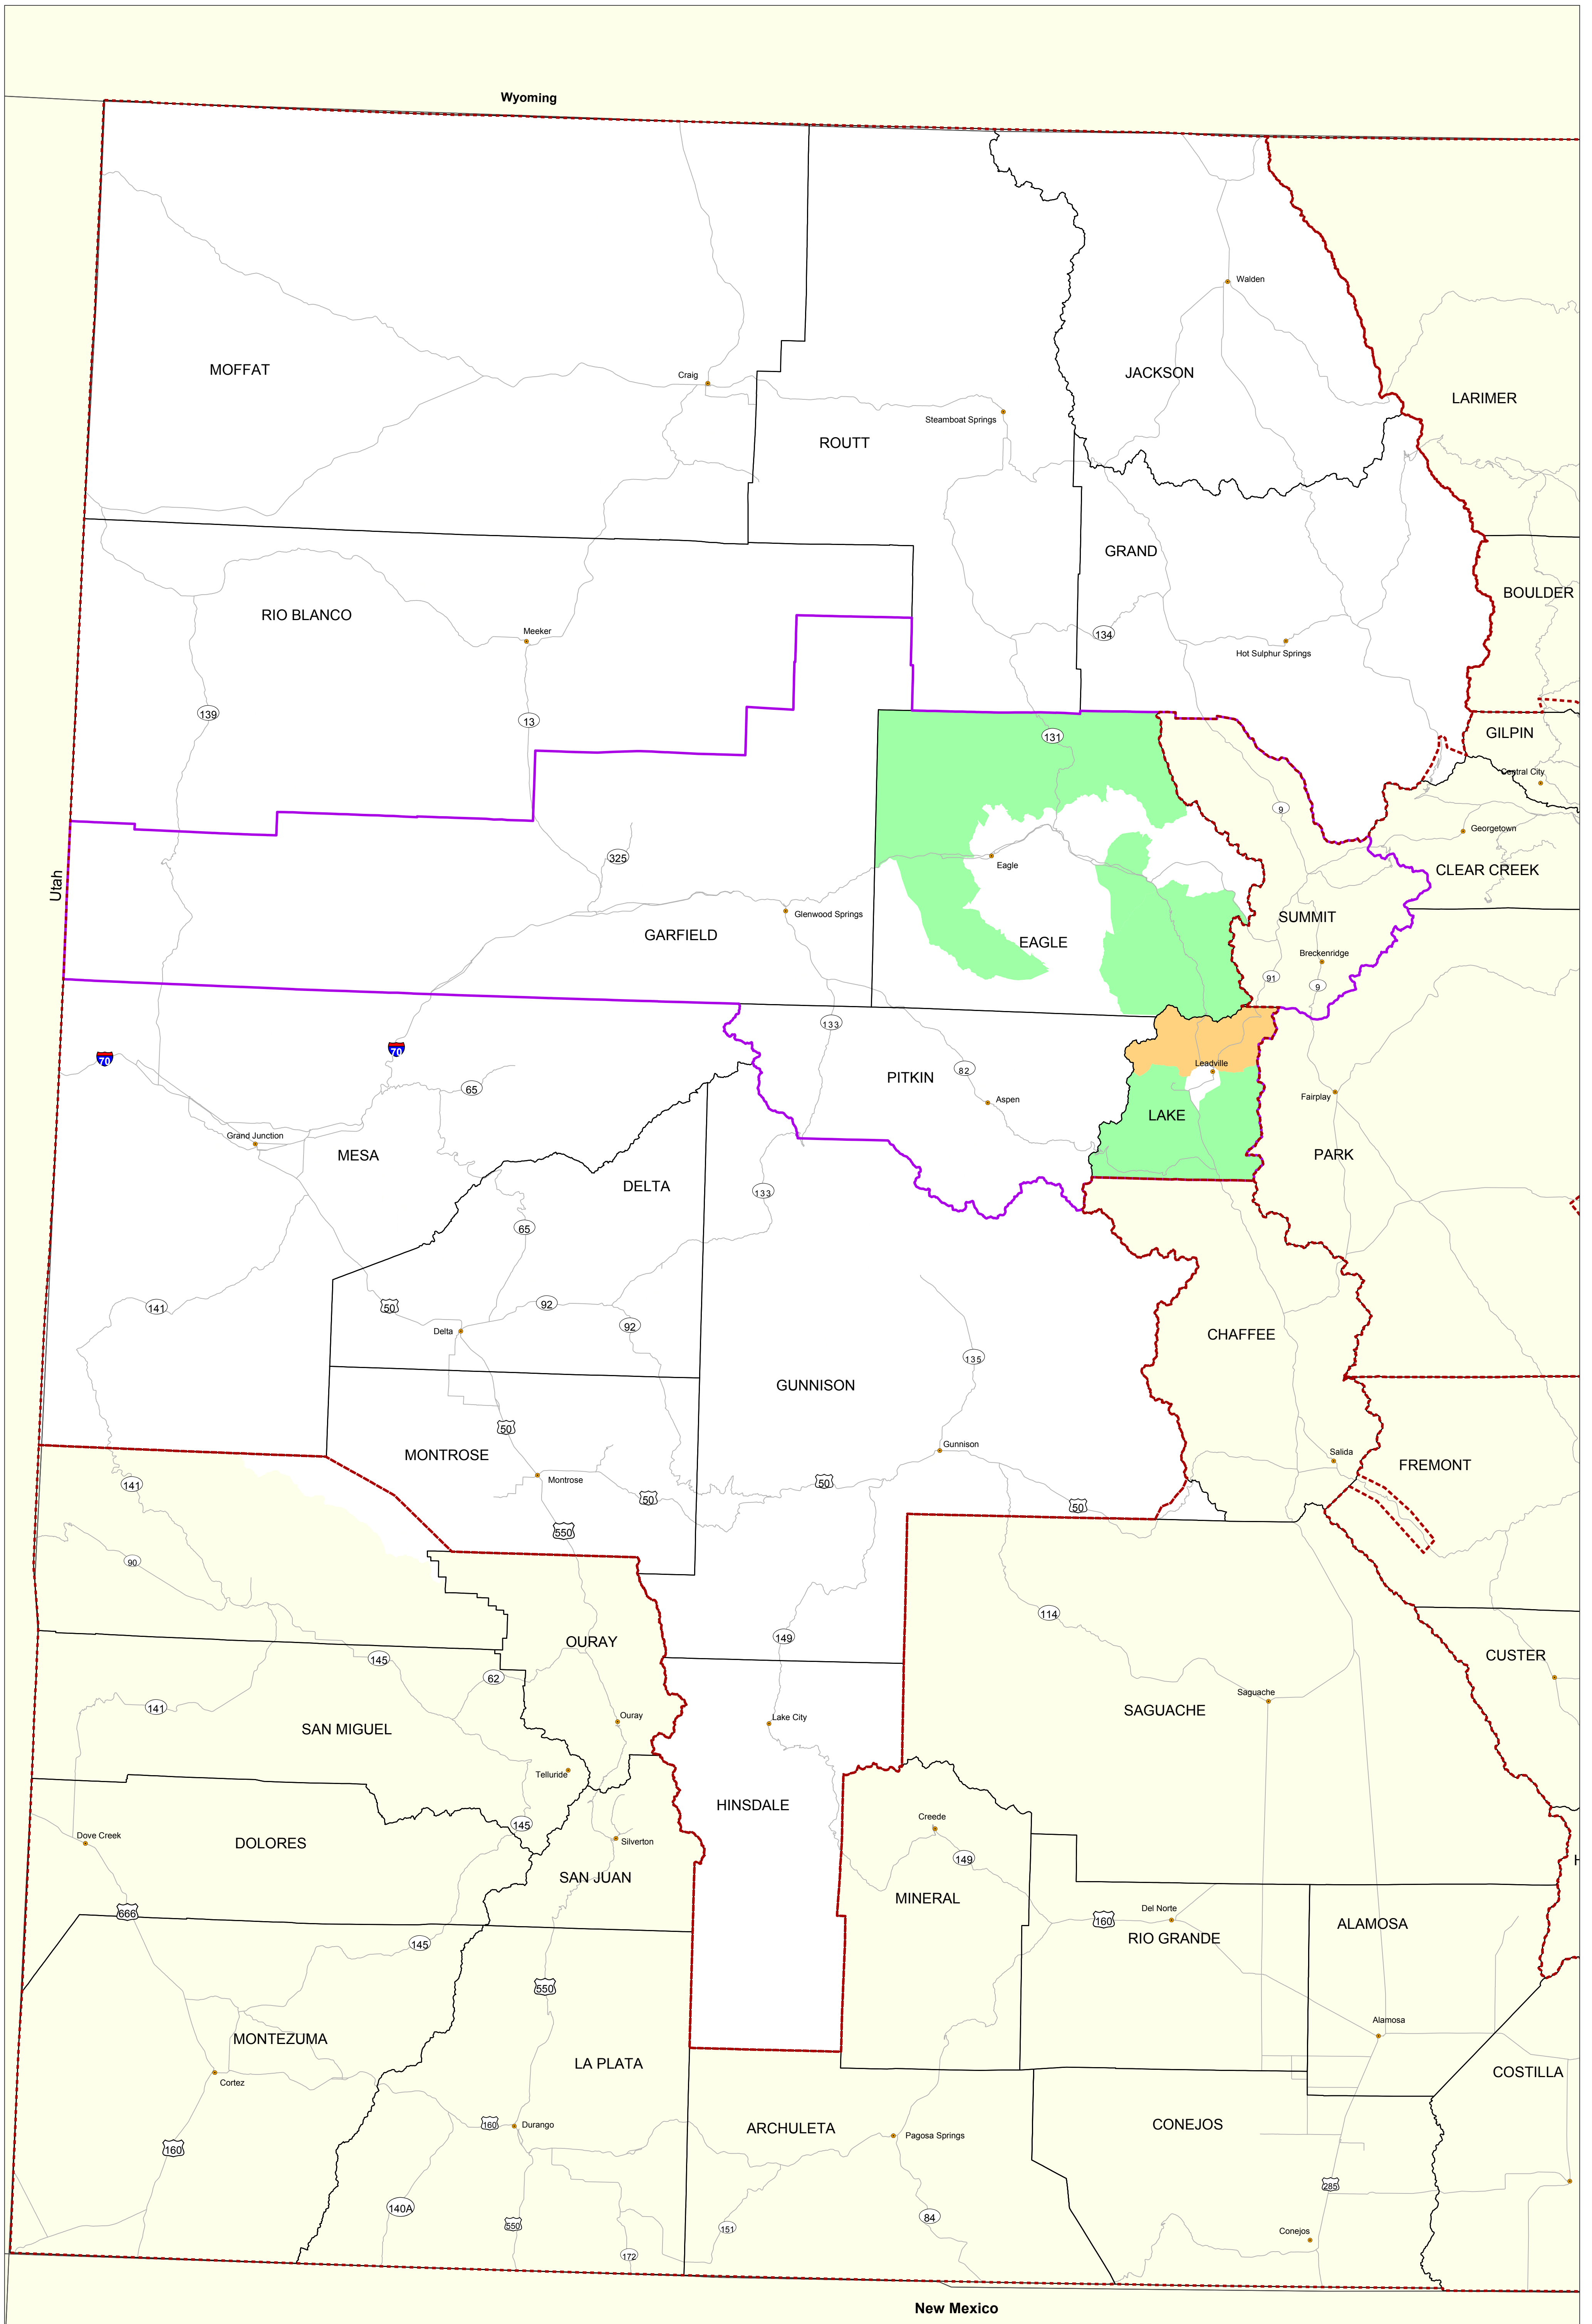 Wyoming
Walden
MOFFAT
JACKSON
Craig
LARIMER
Steamboat Springs
ROUTT
GRAND
BOULDER
RIO BLANCO
Meeker
134
Hot Sulphur Springs
139
13
131
GILPIN
Central City
9
Georgetown
325
Eagle
CLEAR CREEK
Utah
Glenwood Springs
SUMMIT
GARFIELD
EAGLE
Breckenridge
91
9
133
70
70
Leadville
82
PITKIN
65
Aspen
Fairplay
LAKE
Grand Junction
MESA
PARK
DELTA
133
65
141
50
92
92
Delta
CHAFFEE
135
GUNNISON
50
Gunnison
MONTROSE
Salida
FREMONT
Montrose
141
50
50
50
550
90
114
149
OURAY
145
62
CUSTER
Saguache
141
SAGUACHE
Ouray
Lake City
SAN MIGUEL
Telluride
HINSDALE
Creede
145
Dove Creek
DOLORES
Silverton
149
H
SAN JUAN
MINERAL
Del Norte
666
160
ALAMOSA
RIO GRANDE
145
550
Alamosa
MONTEZUMA
LA PLATA
COSTILLA
Cortez
160
Durango
ARCHULETA
CONEJOS
Pagosa Springs
160
285
140A
84
550
151
Conejos
172
New Mexico